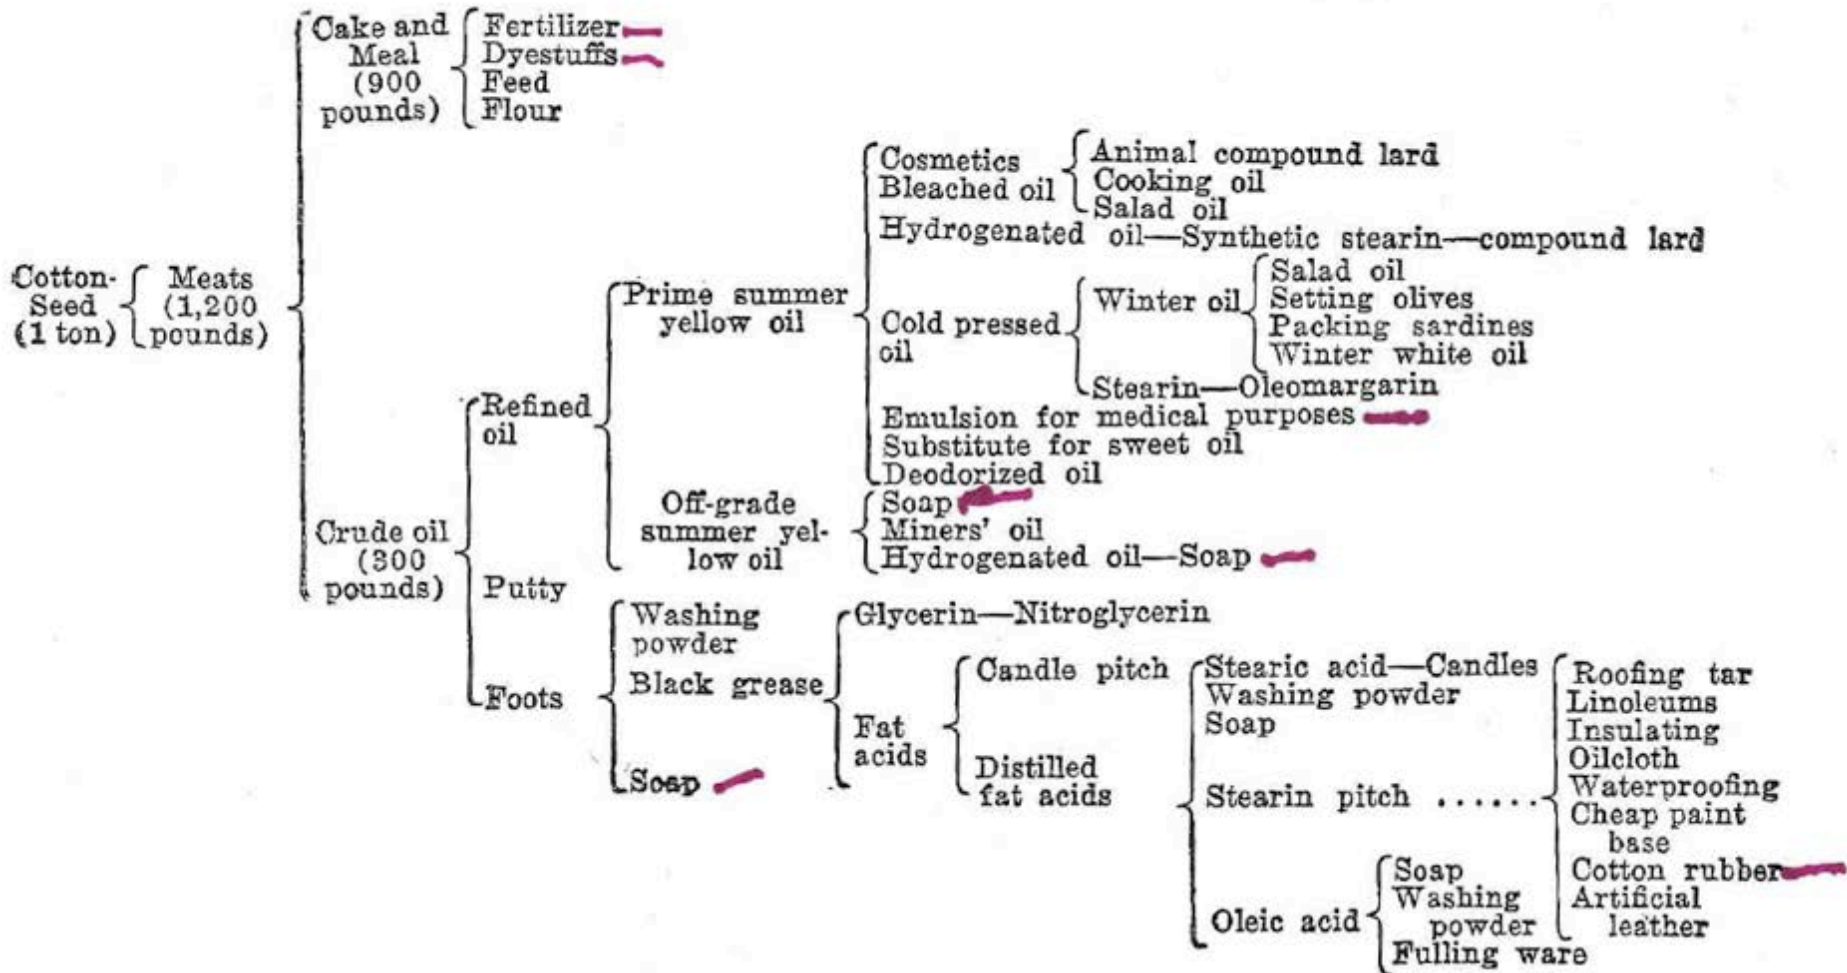 Cake and
Meal
(900
pounds)
Fertilizer
Dyestuffs
Feed
Flour
Cotton-
Seed
(1 ton)
Meats
(1,200
pounds)
Crude oil
(300
pounds)
Refined
oil
Putty
Foots
Prime summer
yellow oil
Off-grade
summer yel-
low oil
Cosmetics
Bleached oil
Animal compound lard
Cooking oil
Salad oil
Hydrogenated oil—Synthetic stearin—compound lard
Cold pressed
oil
Winter oil
Salad oil
Setting olives
Packing sardines
Winter white oil
Stearin—Oleomargarin
Emulsion for medical purposes
Substitute for sweet oil
Deodorized oil
Soap
Miners' oil
Hydrogenated oil—Soap
Washing
powder
Black grease
Soap
Glycerin—Nitroglycerin
Fat
acids
Candle pitch
Distilled
fat acids
Stearic acid—Candles
Washing powder
Soap
Stearin pitch ......
Roofing tar
Linoleums
Insulating
Oilcloth
Waterproofing
Cheap paint
base
Cotton rubber
Artificial
leather
Oleic acid
Soap
Washing
powder
Fulling ware